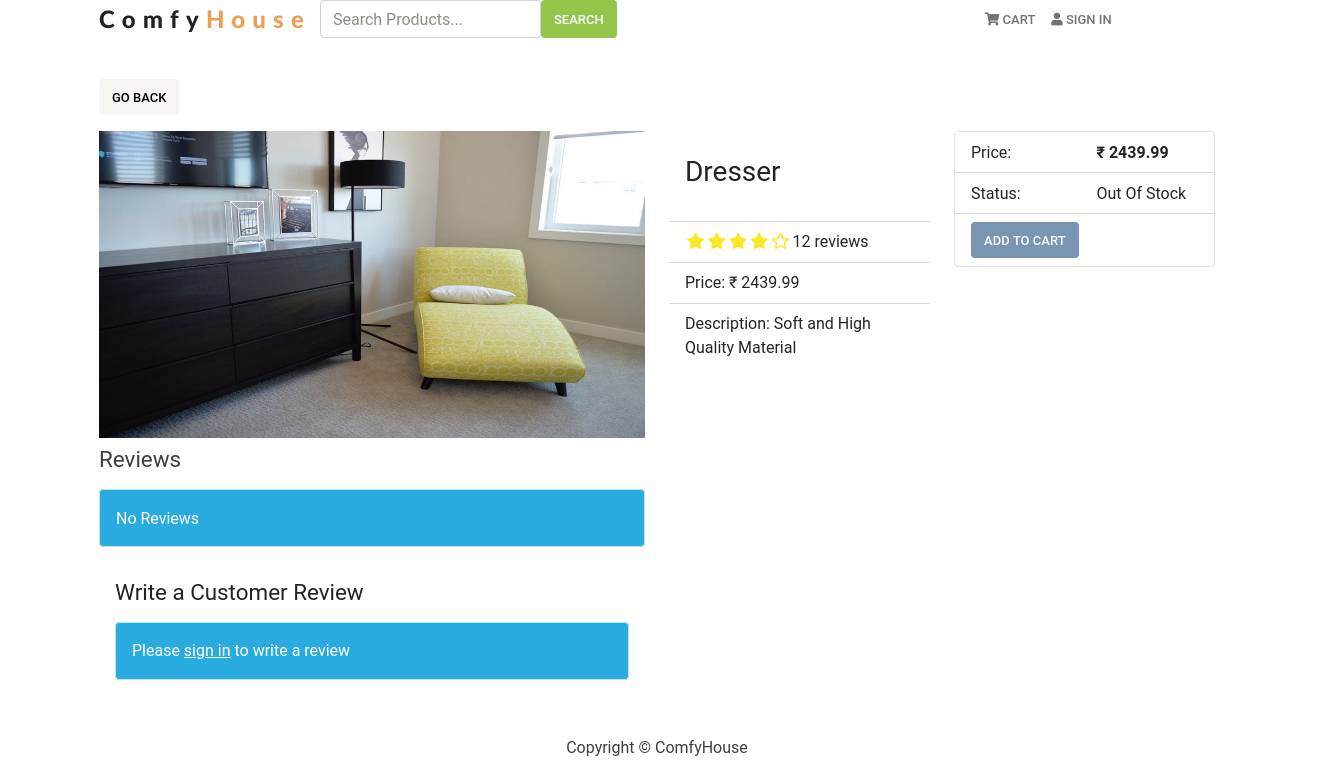 ComfyHouse
Search Products...
SEARCH
CART
SIGN IN
GO BACK
Dresser
12 reviews
Price: ₹ 2439.99
Description: Soft and High
Quality Material
Price:
₹ 2439.99
Status:
Out Of Stock
ADD TO CART
Reviews
No Reviews
Write a Customer Review
Please sign in to write a review
Copyright © ComfyHouse